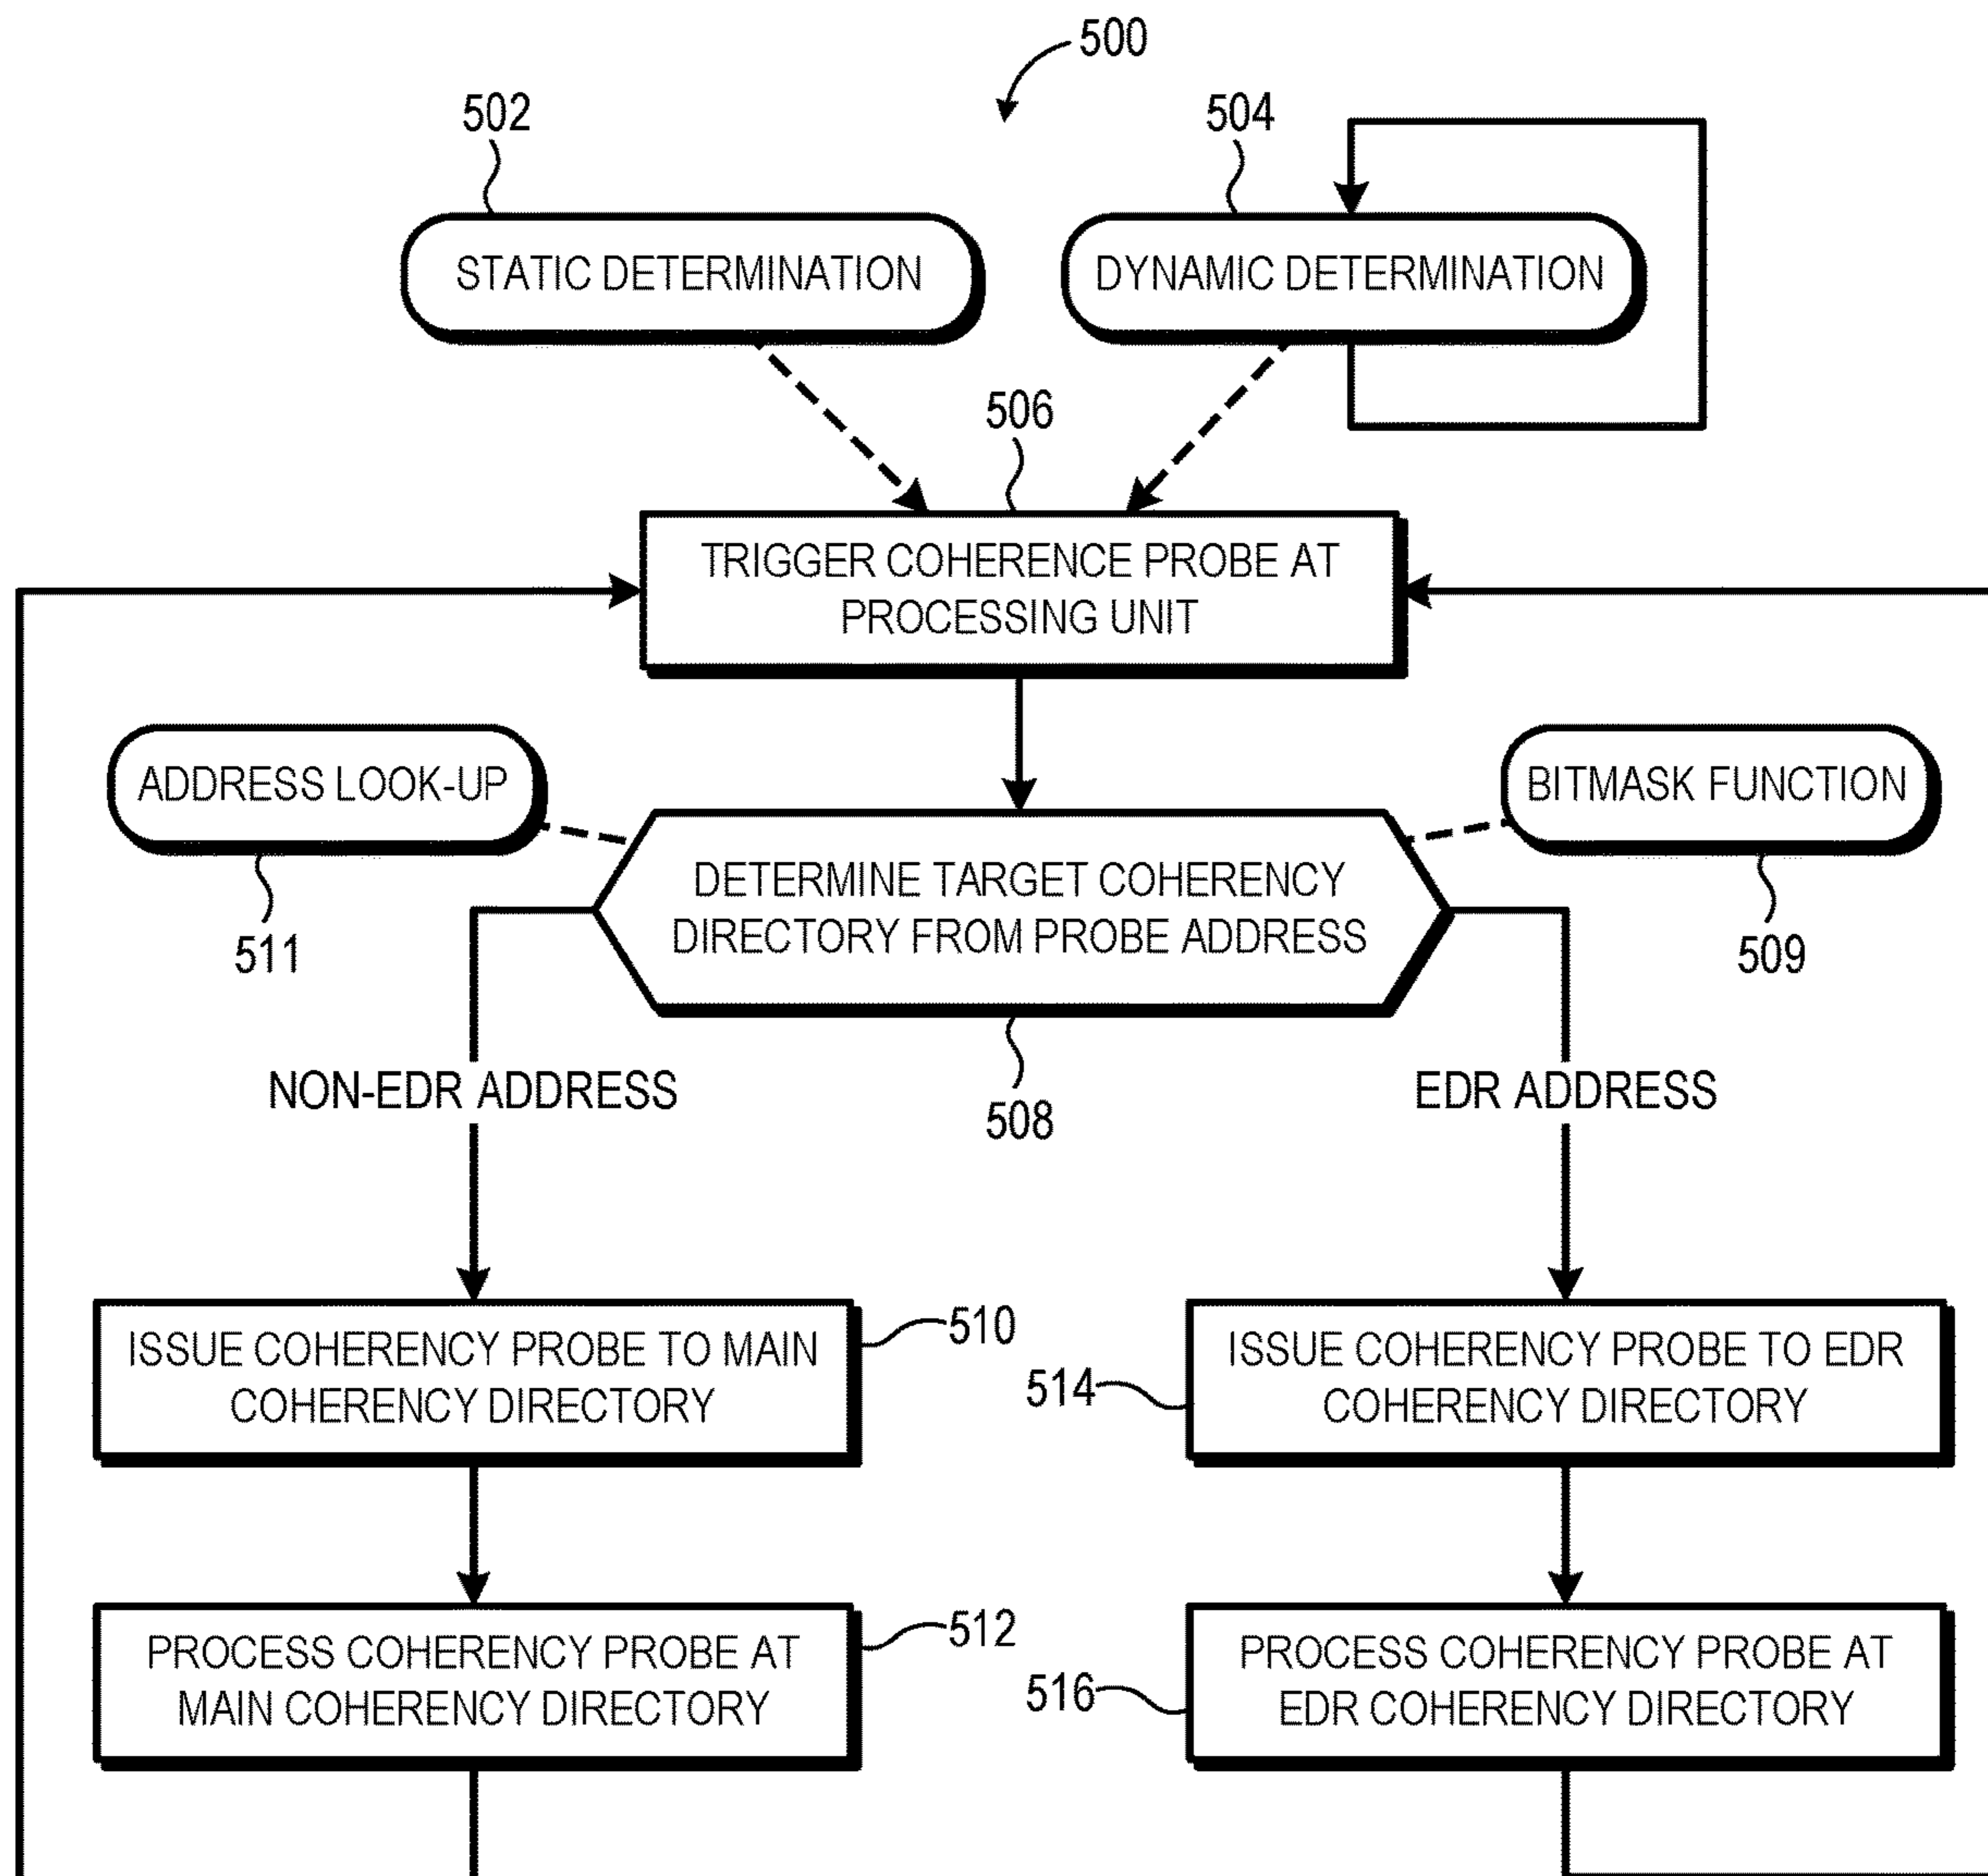 500
502
504
STATIC DETERMINATION
DYNAMIC DETERMINATION
506
TRIGGER COHERENCE PROBE AT
PROCESSING UNIT
ADDRESS LOOK-UP
BITMASK FUNCTION
DETERMINE TARGET COHERENCY
DIRECTORY FROM PROBE ADDRESS
511
509
NON-EDR ADDRESS
508
EDR ADDRESS
ISSUE COHERENCY PROBE TO MAIN
COHERENCY DIRECTORY
510
514
ISSUE COHERENCY PROBE TO EDR
COHERENCY DIRECTORY
PROCESS COHERENCY PROBE AT
MAIN COHERENCY DIRECTORY
512
516
PROCESS COHERENCY PROBE AT
EDR COHERENCY DIRECTORY